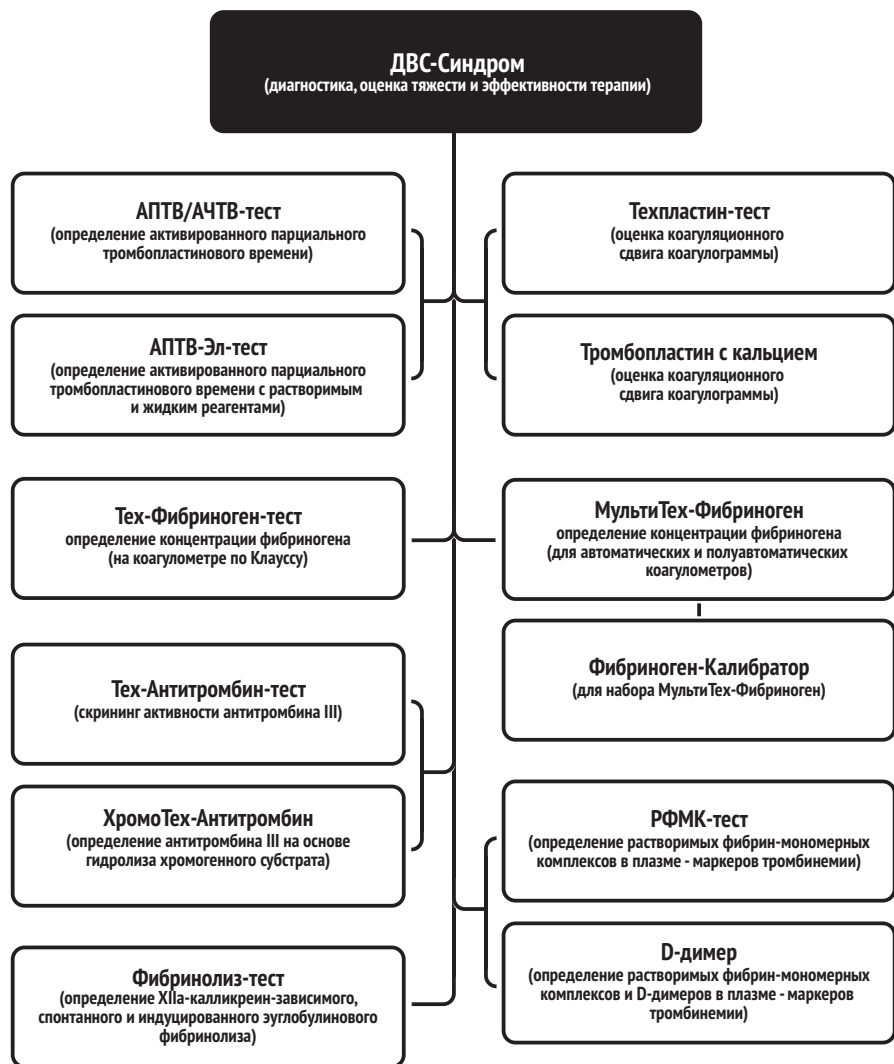 ДВС-Синдром
(диагностика, оценка тяжести и эффективности терапии)
АПТВ/АЧТВ-тест
(определение активированного парциального
тромбопластинового времени)
Техпластин-тест
(оценка коагуляционного
сдвига коагулограммы)
АПТВ-Эл-тест
(определение активированного парциального
тромбопластинового времени с растворимым
и жидким реагентами)
Тромбопластин с кальцием
(оценка коагуляционного
сдвига коагулограммы)
Тех-Фибриноген-тест
определение концентрации фибриногена
(на коагулометре по Клауссу)
МультиТех-Фибриноген
определение концентрации фибриногена
(для автоматических и полуавтоматических
коагулометров)
Фибриноген-Калибратор
(для набора МультиТех-Фибриноген)
Тех-Антитромбин-тест
(скрининг активности антитромбина III)
ХромоТех-Антитромбин
(определение антитромбина III на основе
гидролиза хромогенного субстрата)
РФМК-тест
(определение растворимых фибрин-мономерных
комплексов в плазме - маркеров тромбинемии)
Фибринолиз-тест
(определение XIIa-калликреин-зависимого,
спонтанного и индуцированного эуглобулинового
фибринолиза)
D-димер
(определение растворимых фибрин-мономерных
комплексов и D-димеров в плазме - маркеров
тромбинемии)